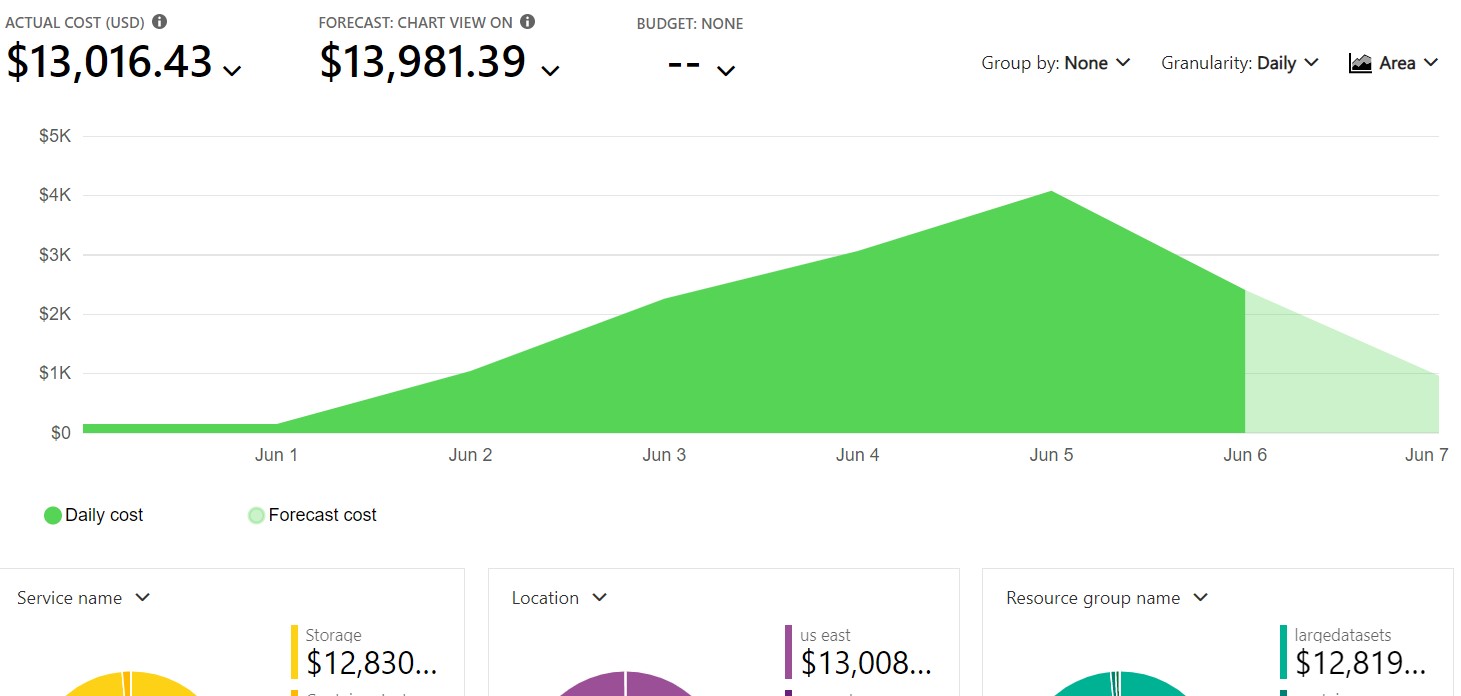 ACTUAL COST (USD)
FORECAST: CHART VIEW ON
BUDGET: NONE
$13,016.43
$13,981.39
--
Group by: None
Granularity: Daily
Area
$5K
$4K
$3K
$2K
$1K
$0
Jun 1
Jun 2
Jun 3
Jun 4
Jun 5
Jun 6
Jun 7
Daily cost
Forecast cost
Service name
Storage
$12,830...
Location
us east
$13,008...
Resource group name
largedatasets
$12,819...